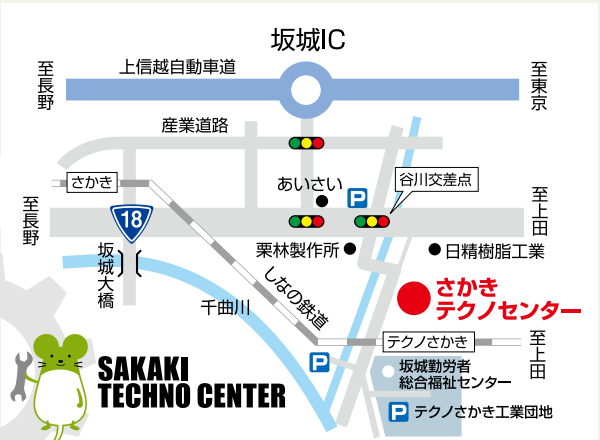 坂城IC
上信越自動車道
至長野
至東京
産業道路
さかき
あいさい
P
谷川交差点
至長野
18
至上田
坂城大橋
栗林製作所
日精樹脂工業
しなの鉄道
千曲川
さかき
テクノセンター
テクノさかき
至上田
P
坂城勤労者
総合福祉センター
SAKAKI
TECHNO CENTER
P テクノさかき工業団地